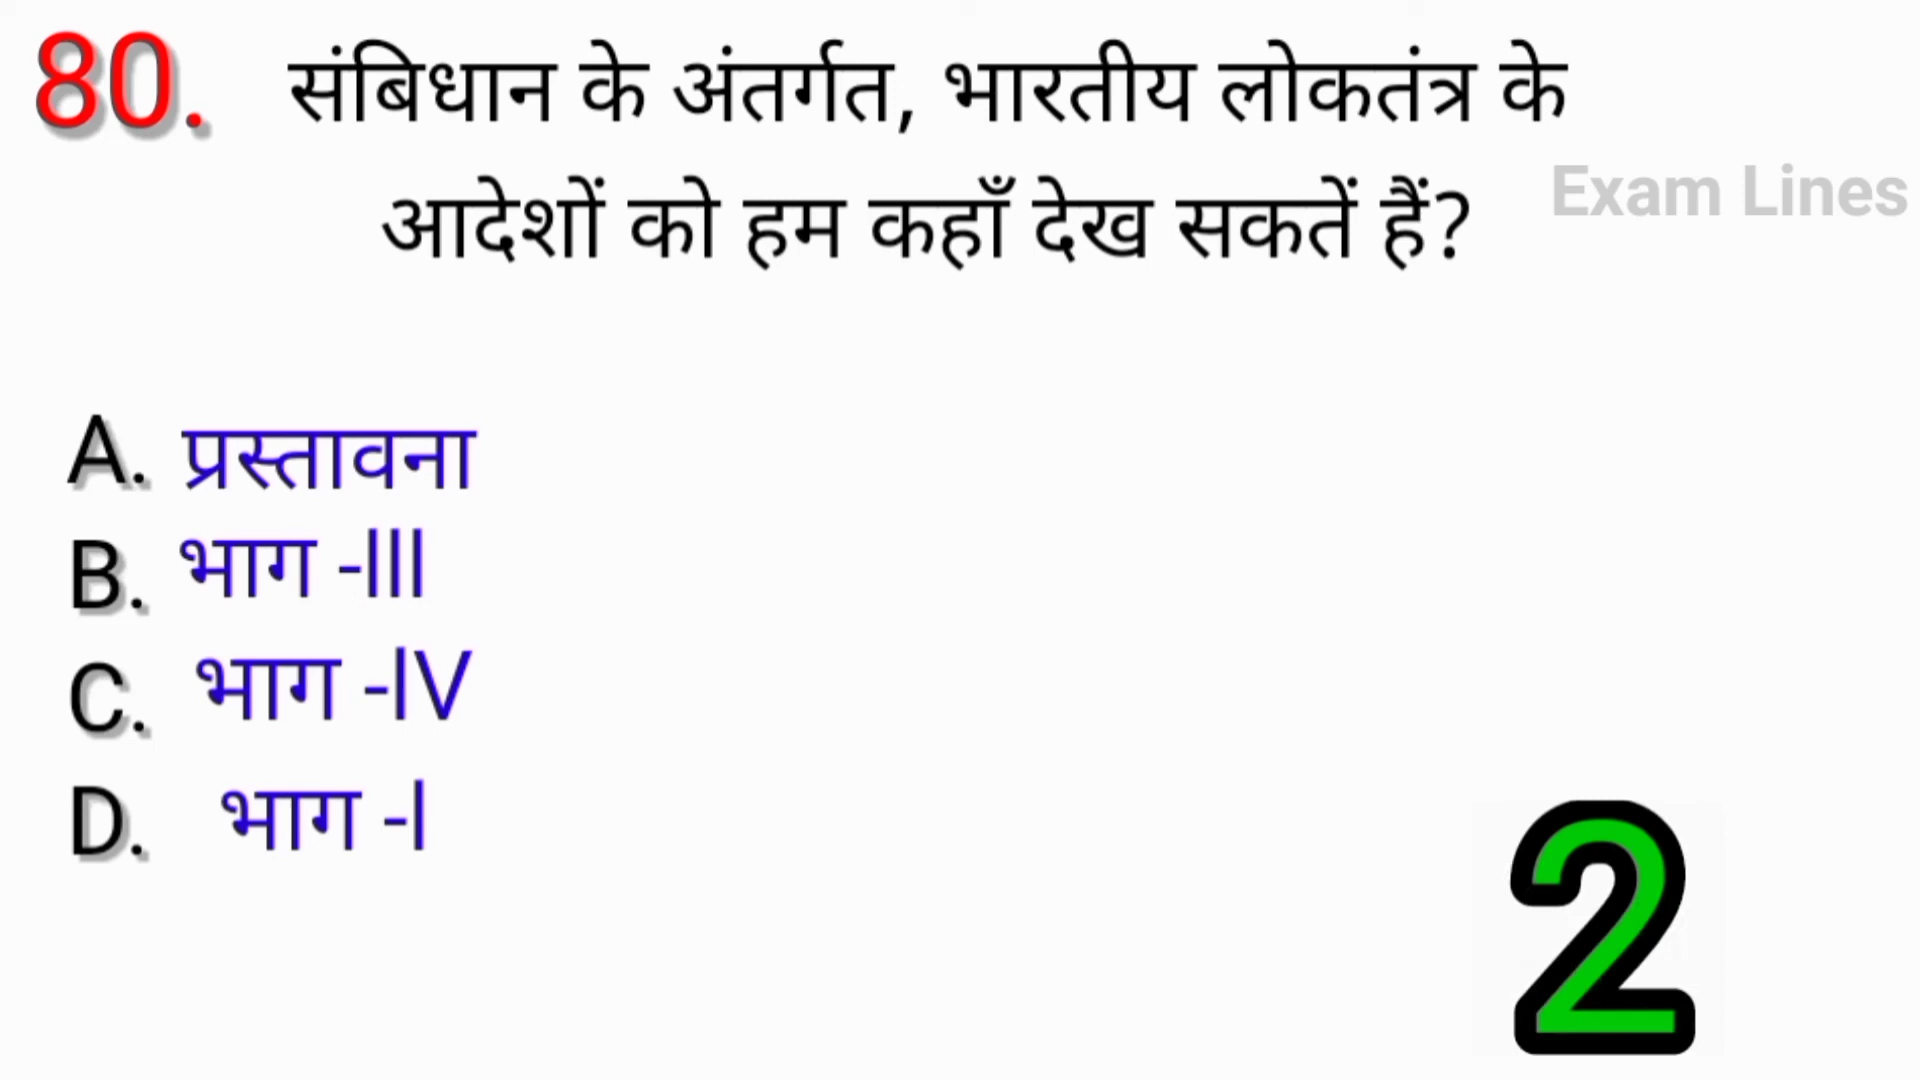 80. संबिधान के अंतर्गत, भारतीय लोकतंत्र के
आदेशों को हम कहाँ देख सकतें हैं?
Exam Lines
A. प्रस्तावना
B. भाग -III
C. भाग -IV
D. भाग -I
2